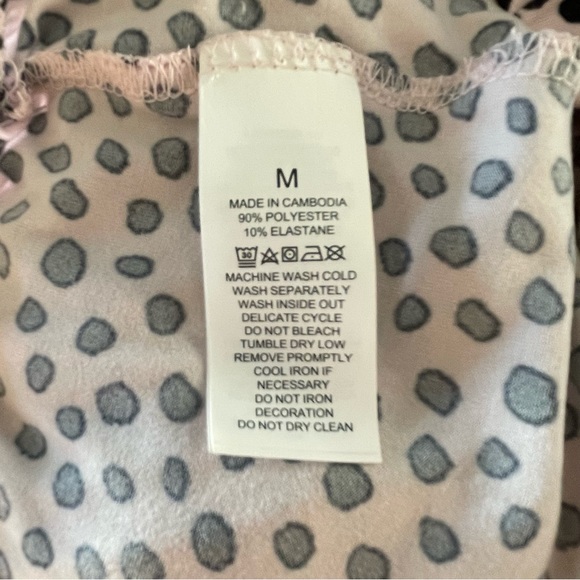 M
MADE IN CAMBODIA
90% POLYESTER
10% ELASTANE
30
MACHINE WASH COLD
WASH SEPARATELY
WASH INSIDE OUT
DELICATE CYCLE
DO NOT BLEACH
TUMBLE DRY LOW
REMOVE PROMPTLY
COOL IRON IF
NECESSARY
DO NOT IRON
DECORATION
DO NOT DRY CLEAN